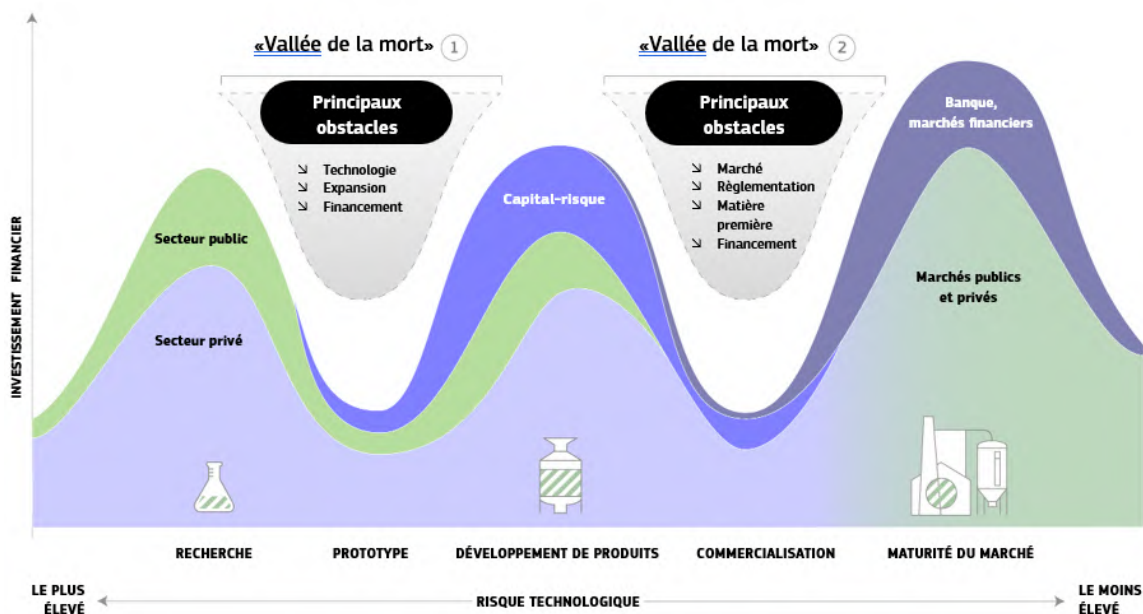 «Vallée de la mort» 1
«Vallée de la mort» 2
Principaux
obstacles
↘ Technologie
↘ Expansion
↘ Financement
Principaux
obstacles
↘ Marché
↘ Règlementation
↘ Matière
première
↘ Financement
Banque,
marchés financiers
Capital-risque
Secteur public
Marchés publics
et privés
Secteur privé
INVESTISSEMENT FINANCIER
RECHERCHE
PROTOTYPE
DÉVELOPPEMENT DE PRODUITS
COMMERCIALISATION
MATURITÉ DU MARCHÉ
LE PLUS
ÉLEVÉ
RISQUE TECHNOLOGIQUE
LE MOINS
ÉLEVÉ